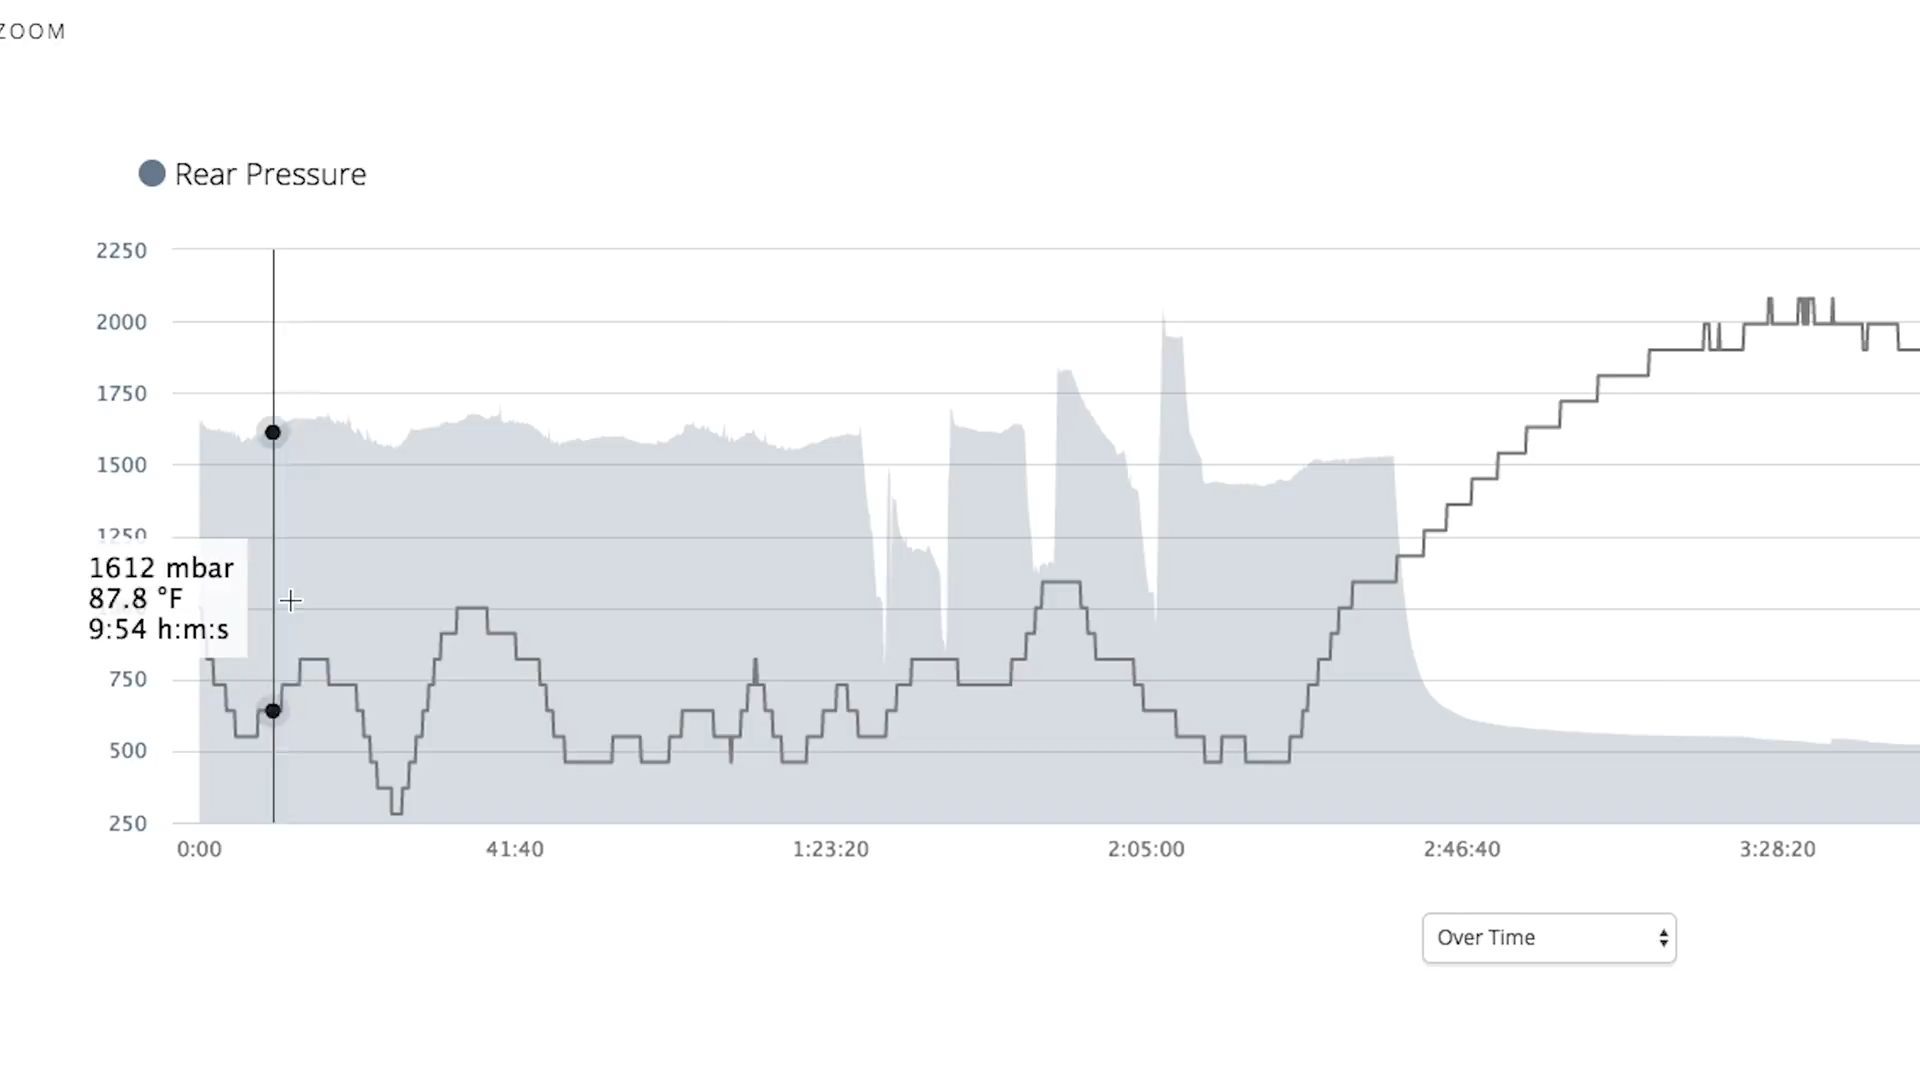 ZOOM
Rear Pressure
2250
2000
1750
1500
1250
1612 mbar
87.8 °F
9:54 h:m:s
750
500
250
0:00 41:40 1:23:20 2:05:00 2:46:40 3:28:20
Over Time